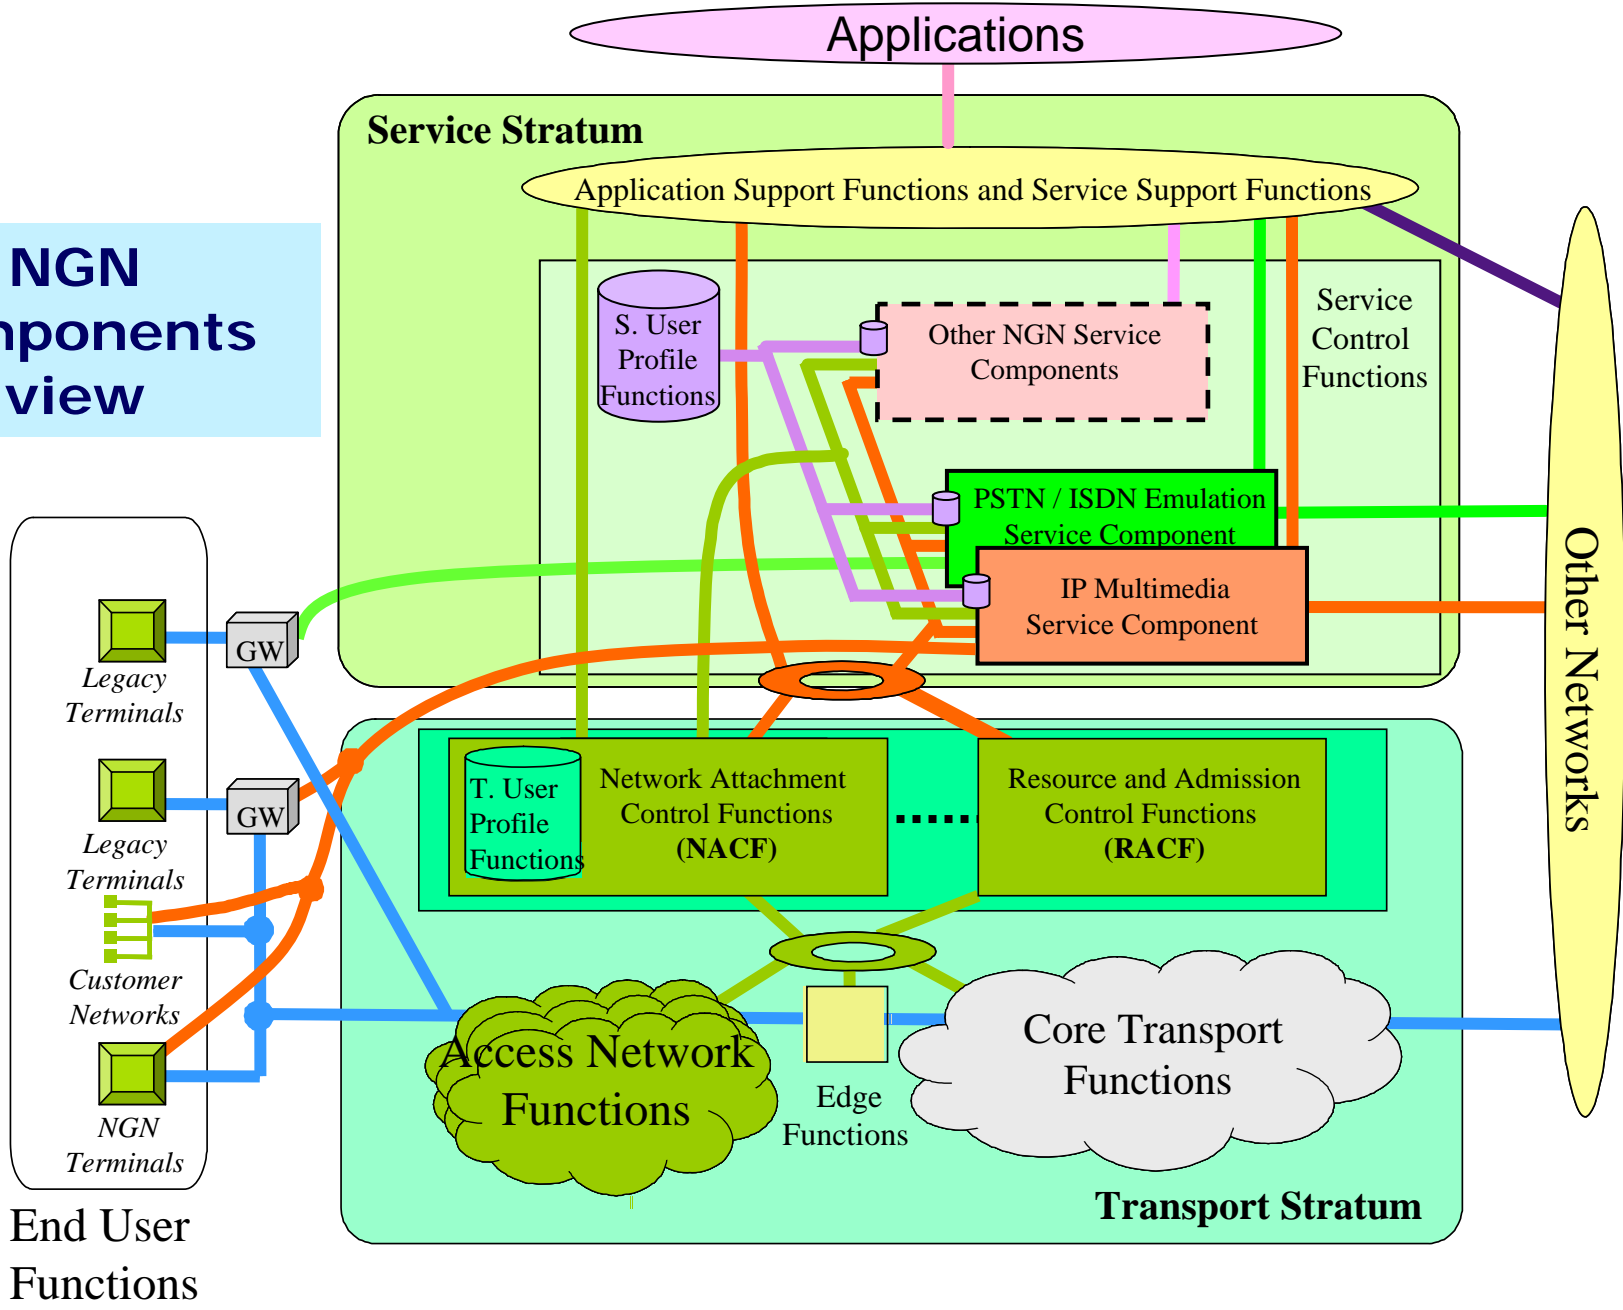 Applications
Service Stratum
Application Support Functions and Service Support Functions
NGN
view
S. User
Profile
Functions
Other NGN Service
Components
Service
Control
Functions
PSTN / ISDN Emulation
Service Component
IP Multimedia
Service Component
Other Networks
GW
Legacy
Terminals
GW
Legacy
Terminals
Customer
Networks
NGN
Terminals
End User
Functions
T. User
Profile
Functions
Network Attachment
Control Functions
(NACF)
Resource and Admission
Control Functions
(RACF)
Access Network
Functions
Edge
Functions
Core Transport
Functions
Transport Stratum